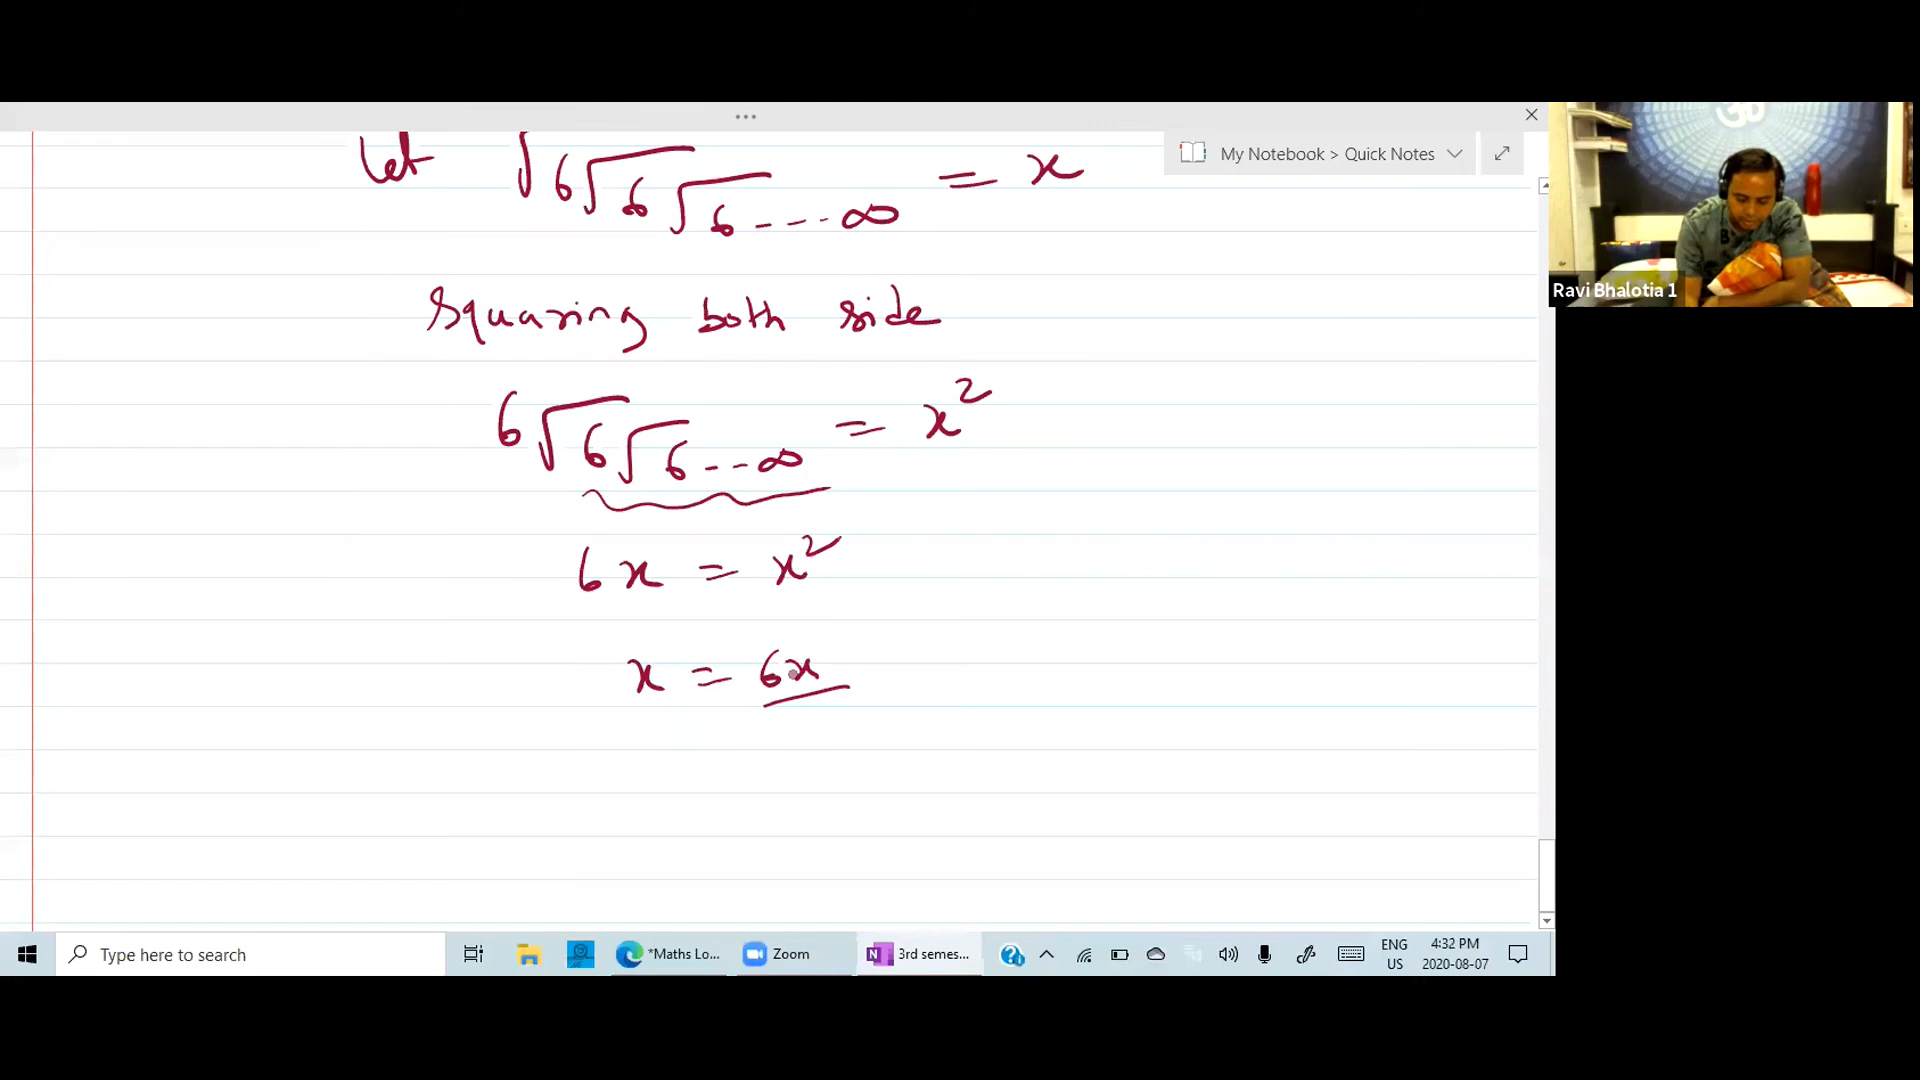 ...
My Notebook > Quick Notes
Let √6√6√6---∞ = x
Squaring both side
6√6√6--∞ = x²
6x = x²
x = 6x
Ravi Bhalotia 1
Type here to search
*Maths Lo...
Zoom
3rd semes...
ENG
US
4:32 PM
2020-08-07